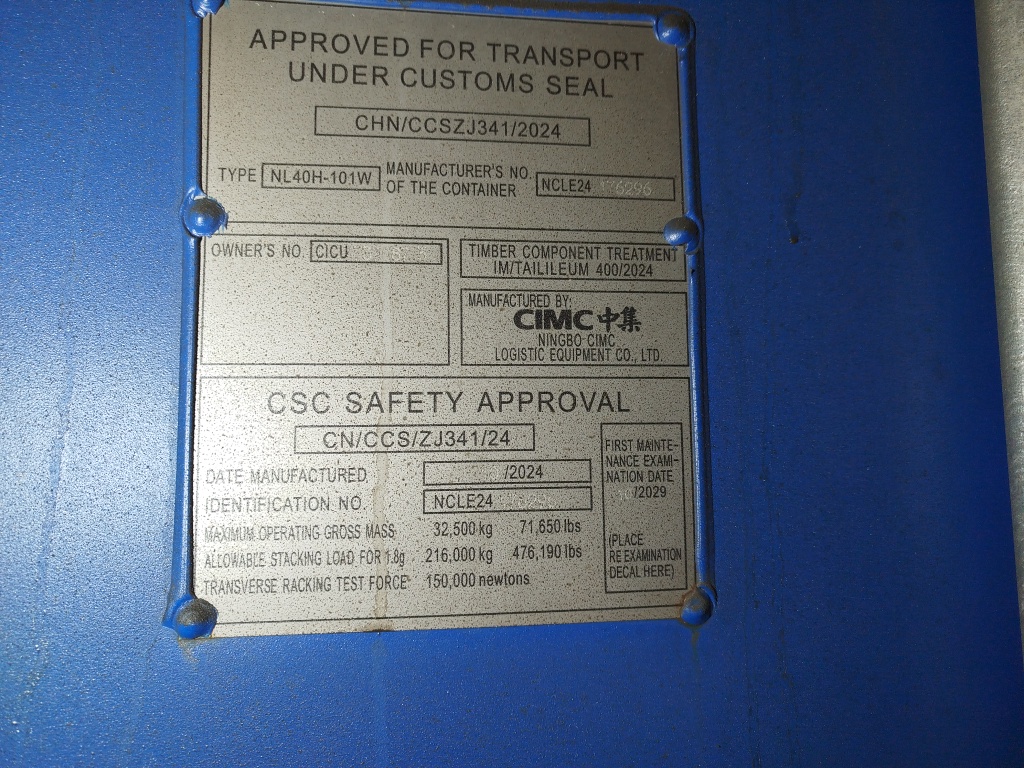 APPROVED FOR TRANSPORT
UNDER CUSTOMS SEAL
CHN/CCSZJ341/2024
TYPE NL40H-101W
MANUFACTURER'S NO.
OF THE CONTAINER NCLE24
OWNER'S NO. CICU
TIMBER COMPONENT TREATMENT
IM/TAILILEUM 400/2024
MANUFACTURED BY:
CIMC 中集
NINGBO CIMC
LOGISTIC EQUIPMENT CO., LTD.
CSC SAFETY APPROVAL
CN/CCS/ZJ341/24
DATE MANUFACTURED /2024
IDENTIFICATION NO. NCLE24
MAXIMUM OPERATING GROSS MASS 32,500 kg 71,650 lbs
ALLOWABLE STACKING LOAD FOR 1.8g 216,000 kg 476,190 lbs
TRANSVERSE RACKING TEST FORCE 150,000 newtons
FIRST MAINTE-
NANCE EXAMI-
NATION DATE
/2029
(PLACE
RE EXAMINATION
DECAL HERE)